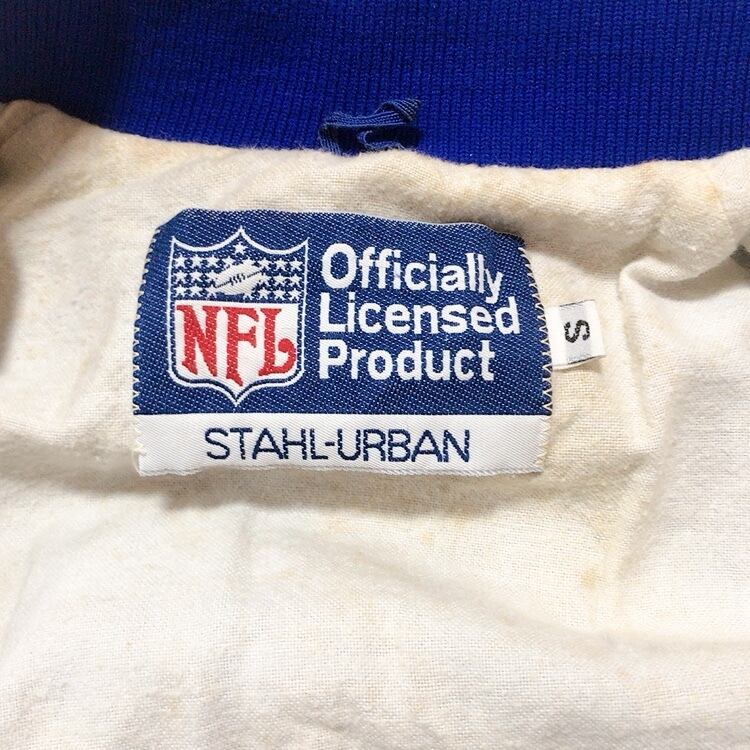 NFL
Officially
Licensed
Product
S
STAHL-URBAN